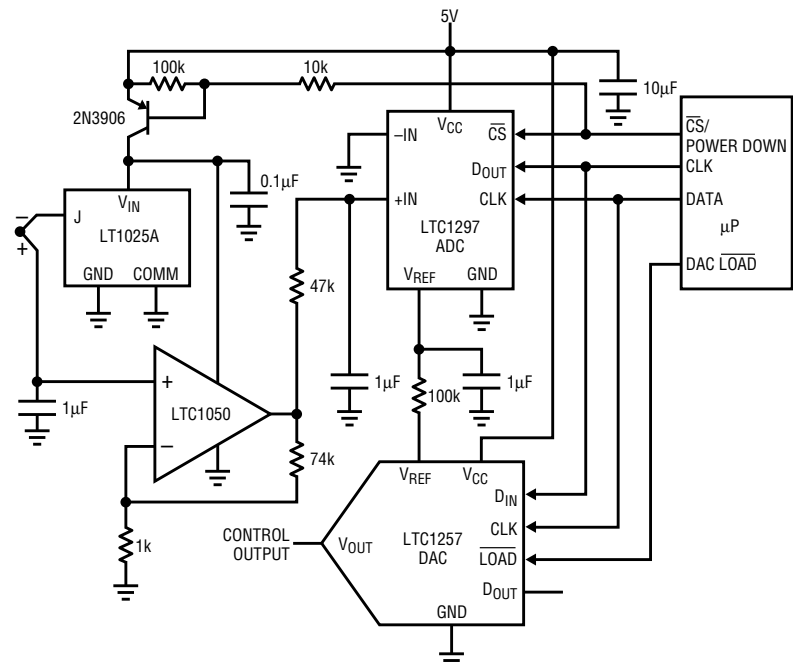 5V
100k
10k
10µF
2N3906
VCC
–IN
CS
CS/
POWER DOWN
DOUT
CLK
0.1µF
VIN
J
LT1025A
–
+
+IN
CLK
DATA
LTC1297
ADC
µP
GND
COMM
47k
VREF
GND
DAC LOAD
1µF
+
LTC1050
–
1µF
100k
1µF
74k
VREF
VCC
DIN
1k
CONTROL
OUTPUT
VOUT
LTC1257
DAC
CLK
LOAD
DOUT
GND